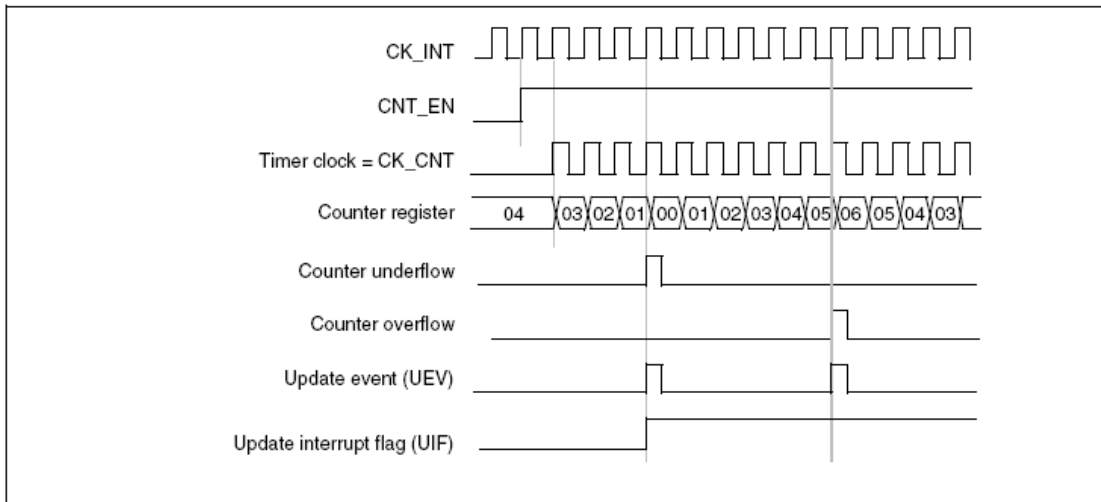 CK_INT
CNT_EN
Timer clock = CK_CNT
Counter register
04 03 02 01 00 01 02 03 04 05 06 05 04 03
Counter underflow
Counter overflow
Update event (UEV)
Update interrupt flag (UIF)